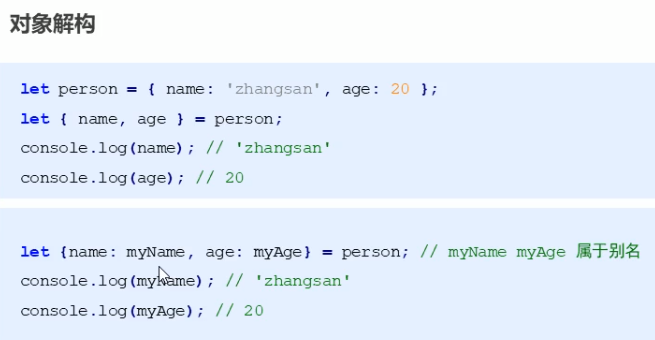 对象解构
let person = { name: 'zhangsan', age: 20 };
let { name, age } = person;
console.log(name); // 'zhangsan'
console.log(age); // 20
let {name: myName, age: myAge} = person; // myName myAge 属于别名
console.log(myName); // 'zhangsan'
console.log(myAge); // 20